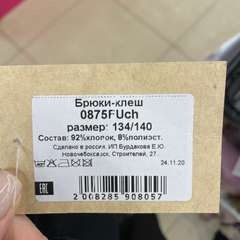 Брюки-клеш
0875FUch
размер: 134/140
Состав: 92%хлопок, 8%полиэст.
Сделано в россии. ИП Бурдакова Е.Ю.
Новочебоксарск, Строителей, 27.
24.11.20
EAC
2 008285 908057